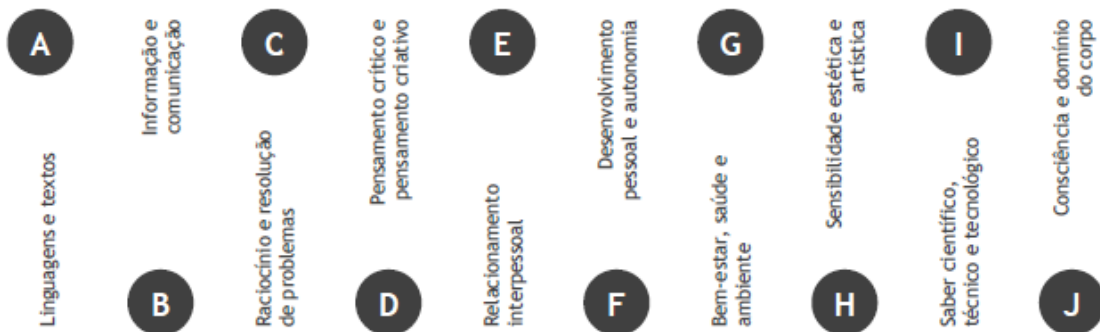 A
Linguagens e textos
Informação e
comunicação
B
C
Raciocínio e resolução
de problemas
Pensamento crítico e
pensamento criativo
D
E
Relacionamento
interpessoal
Desenvolvimento
pessoal e autonomia
F
G
Bem-estar, saúde e
ambiente
Sensibilidade estética e
artística
H
I
Saber científico,
técnico e tecnológico
Consciência e domínio
do corpo
J